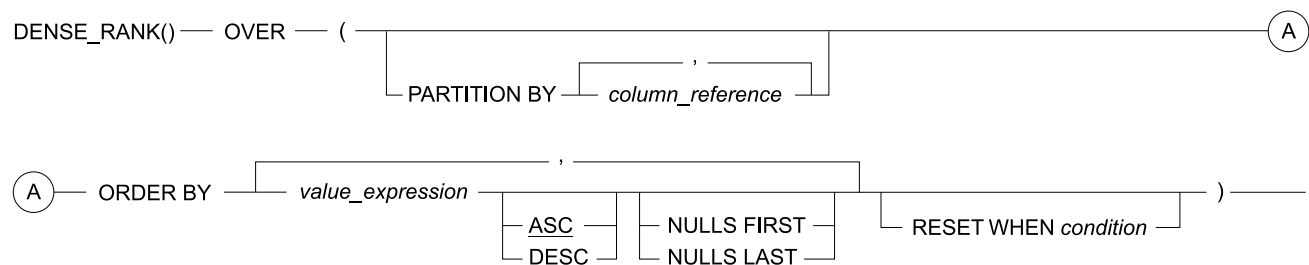 DENSE_RANK() OVER ( A
,
PARTITION BY column_reference
,
A ORDER BY value_expression )
ASC NULLS FIRST RESET WHEN condition
DESC NULLS LAST